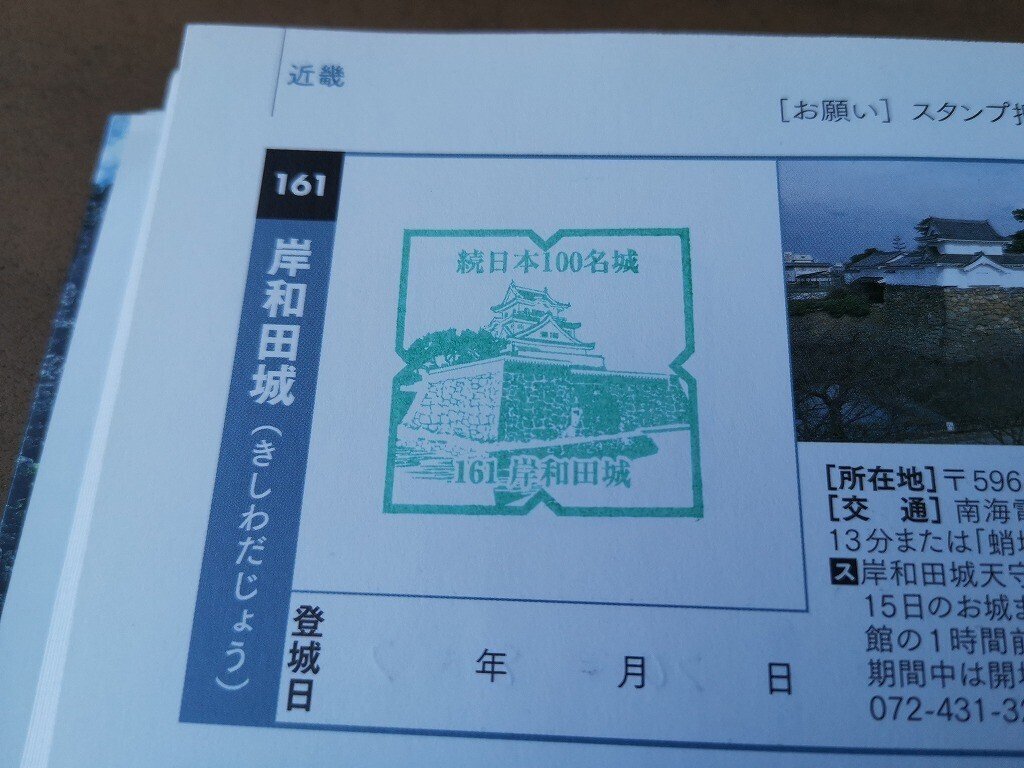 近畿
[お願い] スタンプ
161
岸和田城(きしわだじょう)
続日本100名城
161 岸和田城
登城日
年 月 日
[所在地]〒596
[交 通] 南海
13分または「蛸
ス岸和田城天守
15日のお城ま
館の1時間前
期間中は開
072-431-3